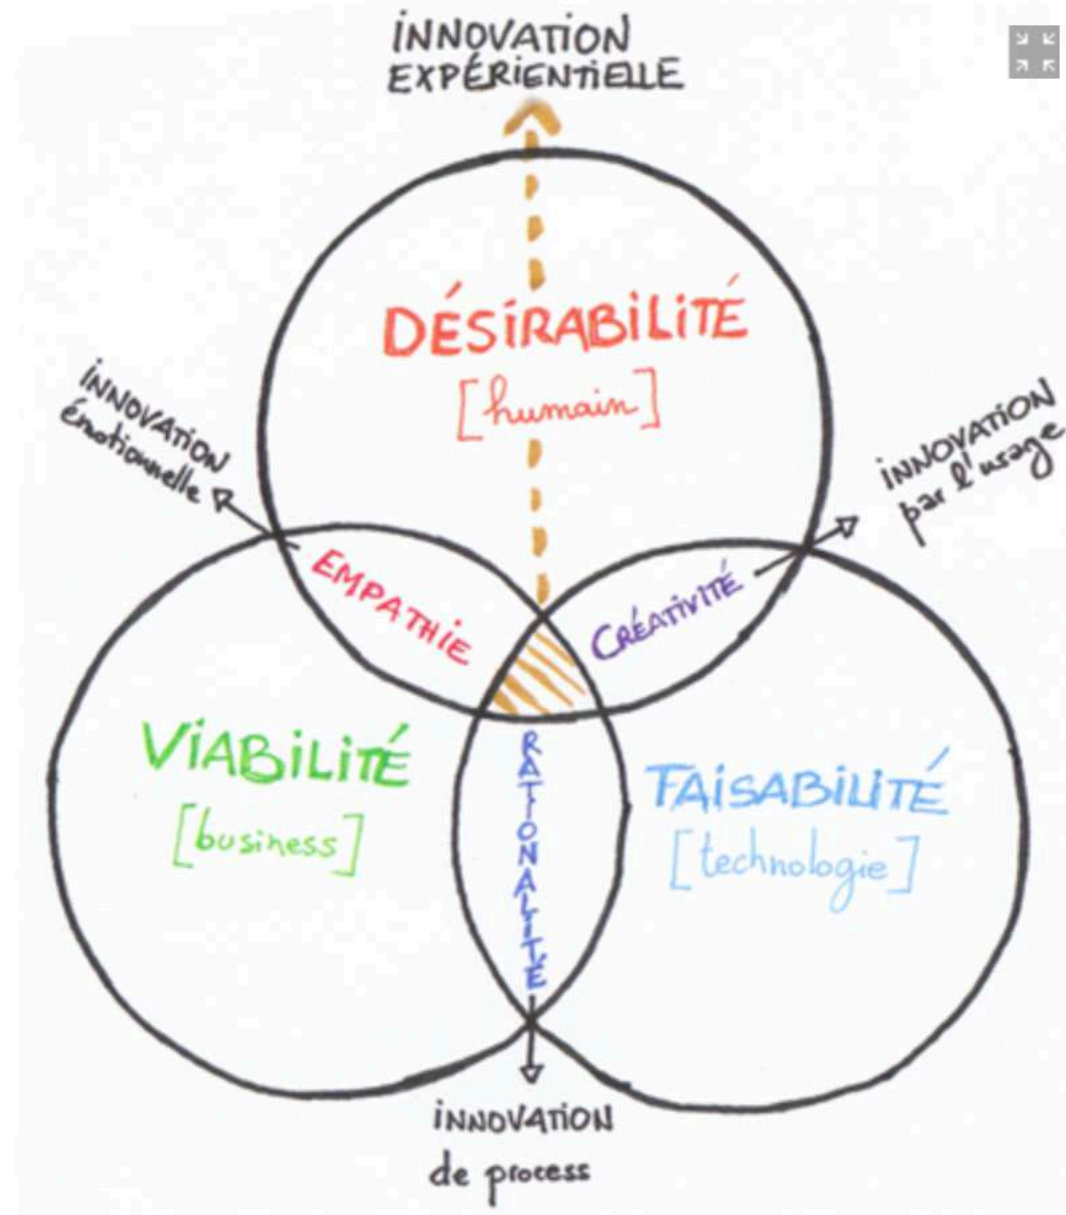 iNNOVATiON
EXPÉRiENTiELLE
DÉSiRABiLiTÉ
[humain]
iNNOVATiON
émotionnelle
iNNOVATiON
par l'usage
EMPATHiE
CRÉATiViTÉ
ViABiLiTÉ
[business]
RATIONALITÉ
FAiSABiLiTÉ
[technologie]
iNNOVATiON
de process